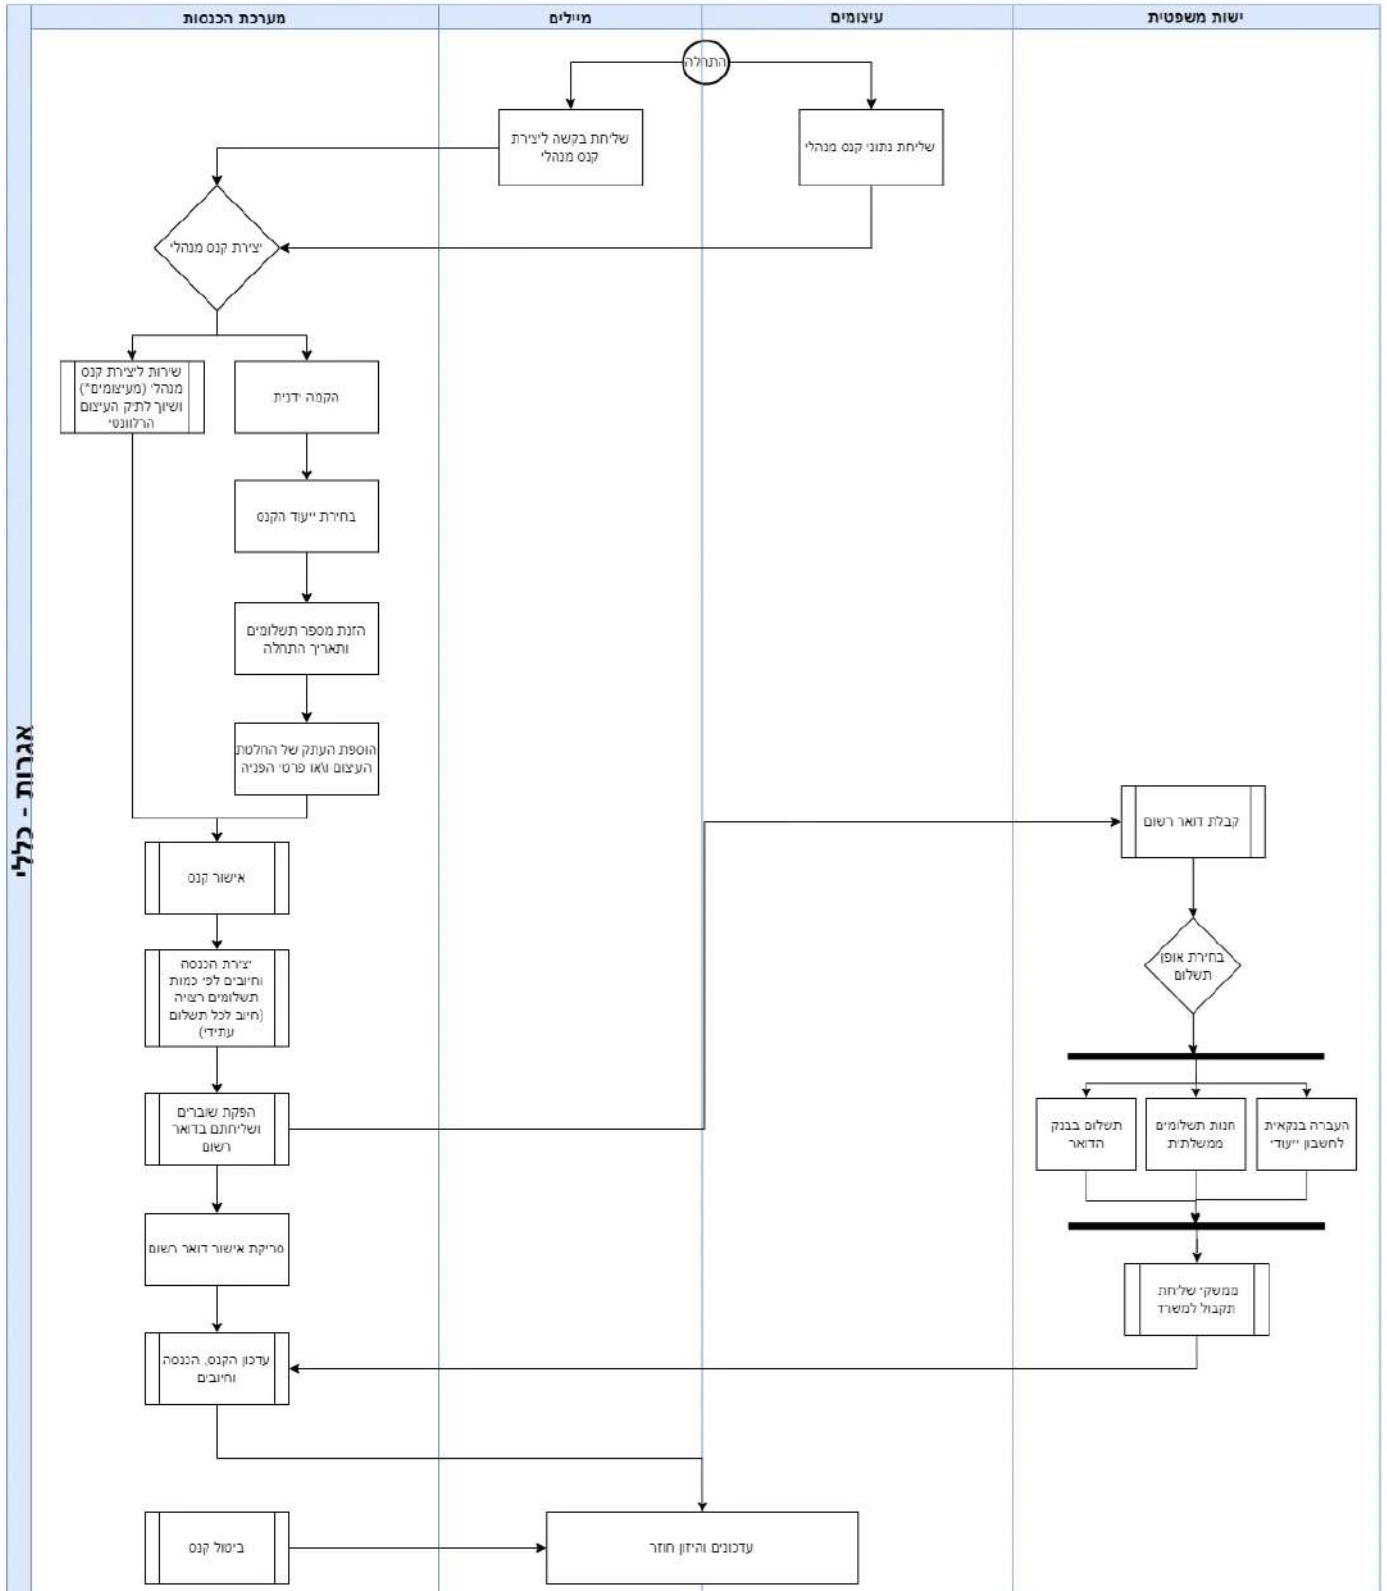 ישות משפטית
עיצומים
מיילים
מערכת הכנסות
אגרות - כללי
התחלה
שליחת נתוני קנס מנהלי
שליחת בקשה ליצירת
קנס מנהלי
יצירת קנס מנהלי
הקמה ידנית
שירות ליצירת קנס
מנהלי (מעיצומים*)
ושיוך לתיק העיצום
הרלוונטי
בחירת ייעוד הקנס
הזנת מספר תשלומים
ותאריך התחלה
הוספת העתק של החלטת
העיצום ו\או פרטי הפניה
קבלת דואר רשום
אישור קנס
בחירת אופן
תשלום
יצירת הכנסה
וחיובים לפי כמות
תשלומים רצויה
(חיוב לכל תשלום
עתידי)
העברה בנקאית
לחשבון ייעודי
חנות תשלומים
ממשלתית
תשלום בבנק
הדואר
הפקת שוברים
ושליחתם בדואר
רשום
סריקת אישור דואר רשום
ממשקי שליחת
תקבול למשרד
עדכון הקנס, הכנסה
וחיובים
עדכונים והיזון חוזר
ביטול קנס